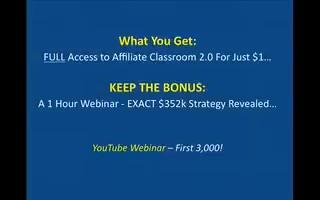 What You Get:
FULL Access to Affiliate Classroom 2.0 For Just $1...
KEEP THE BONUS:
A 1 Hour Webinar - EXACT $352k Strategy Revealed...
YouTube Webinar – First 3,000!